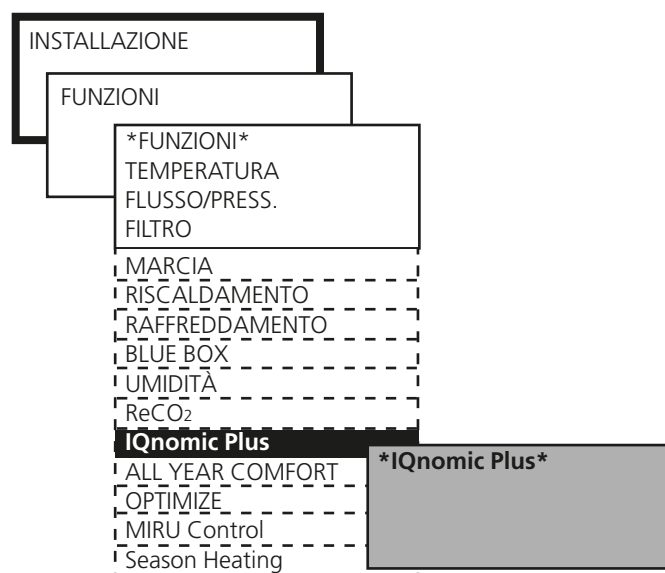 INSTALLAZIONE
FUNZIONI
*FUNZIONI*
TEMPERATURA
FLUSSO/PRESS.
FILTRO
MARCIA
RISCALDAMENTO
RAFFREDDAMENTO
BLUE BOX
UMIDITÀ
ReCO₂
IQnomic Plus
*IQnomic Plus*
ALL YEAR COMFORT
OPTIMIZE
MIRU Control
Season Heating